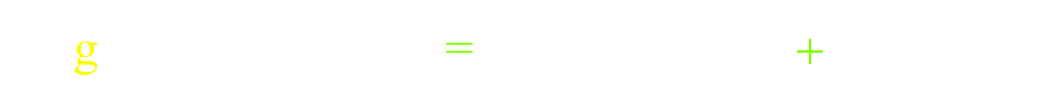 g = +